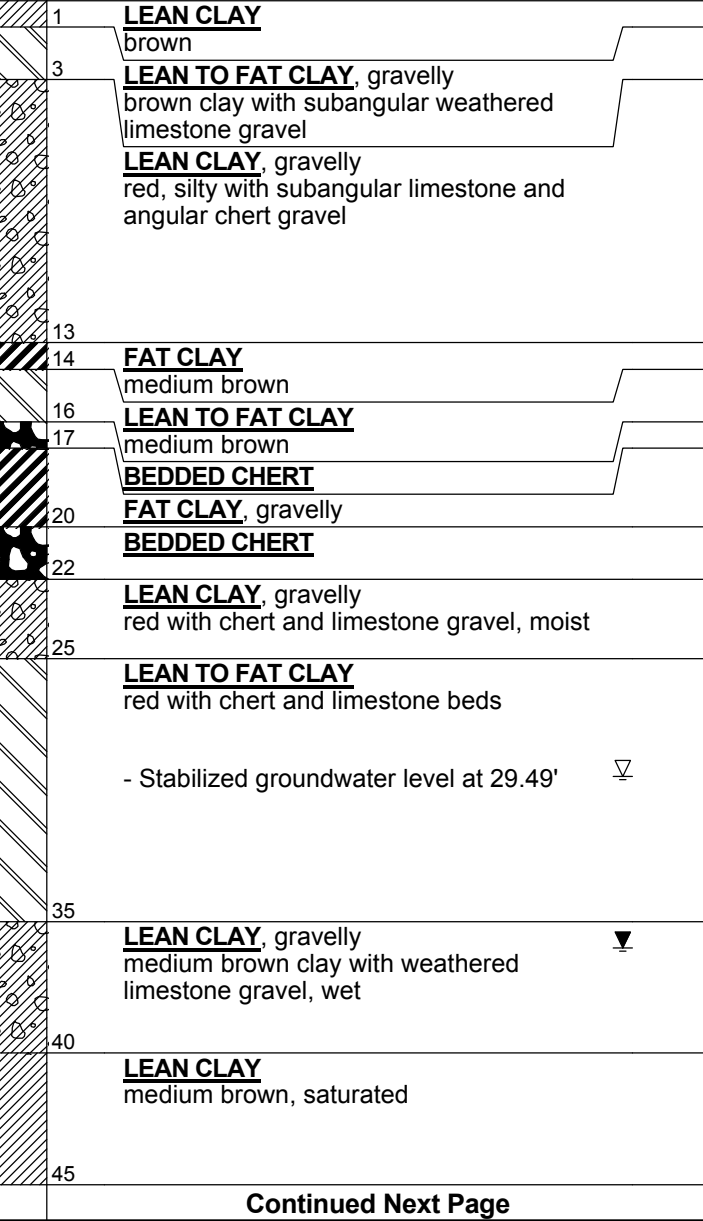 1 LEAN CLAY
brown
3 LEAN TO FAT CLAY, gravelly
brown clay with subangular weathered
limestone gravel
LEAN CLAY, gravelly
red, silty with subangular limestone and
angular chert gravel
13
14 FAT CLAY
medium brown
16 LEAN TO FAT CLAY
17 medium brown
BEDDED CHERT
20 FAT CLAY, gravelly
BEDDED CHERT
22
LEAN CLAY, gravelly
red with chert and limestone gravel, moist
25
LEAN TO FAT CLAY
red with chert and limestone beds
- Stabilized groundwater level at 29.49'
35
LEAN CLAY, gravelly
medium brown clay with weathered
limestone gravel, wet
40
LEAN CLAY
medium brown, saturated
45
Continued Next Page